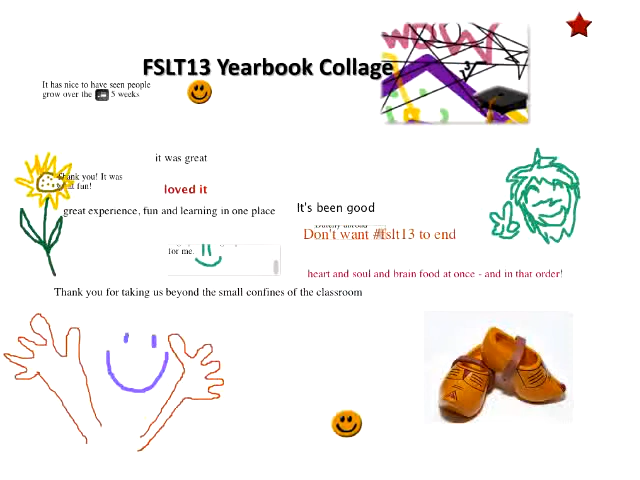 FSLT13 Yearbook Collage
WOW
It has nice to have seen people
grow over the 5 weeks
it was great
Thank you! It was
fun!
loved it
great experience, fun and learning in one place
It's been good
Don't want #fslt13 to end
for me.
heart and soul and brain food at once - and in that order!
Thank you for taking us beyond the small confines of the classroom